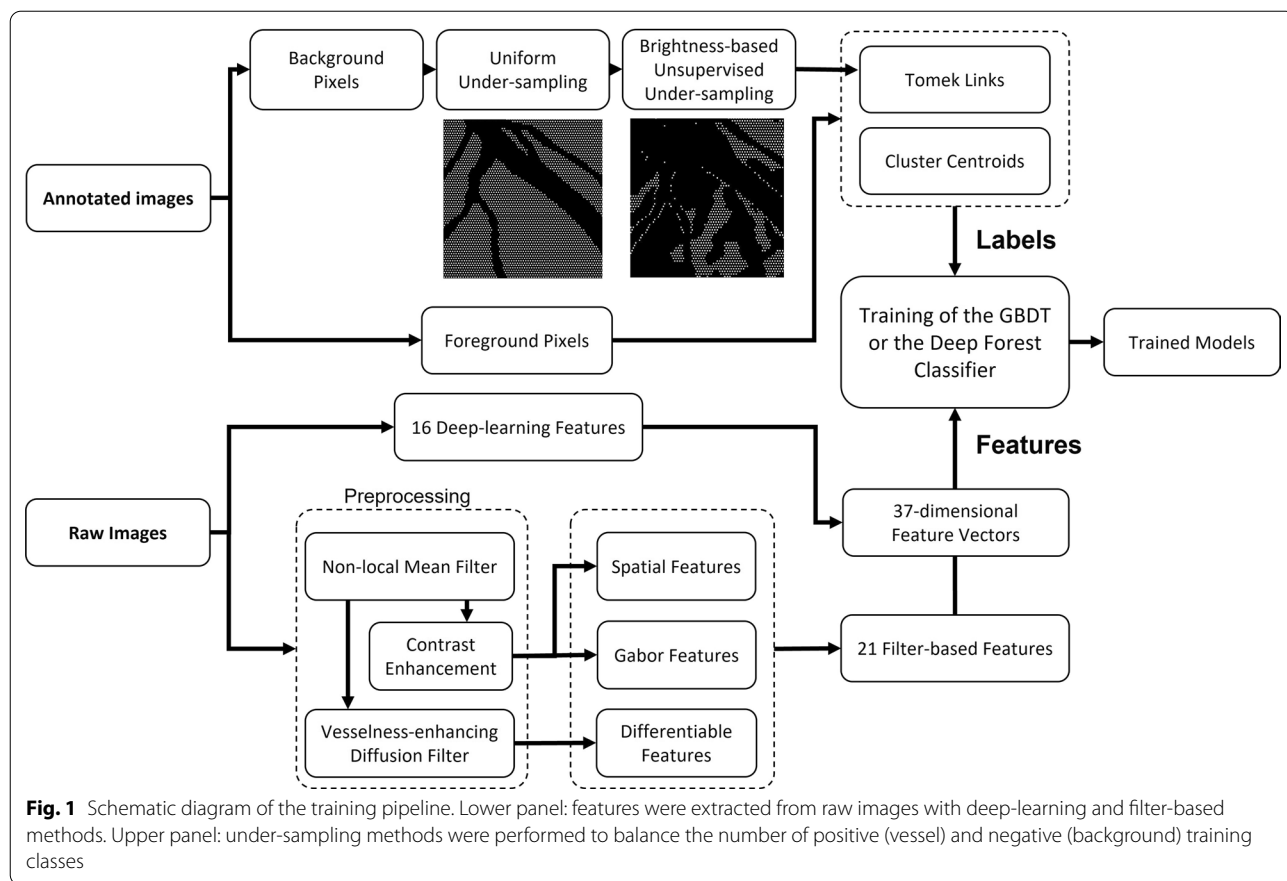 Background
Pixels
Uniform
Under-sampling
Brightness-based
Unsupervised
Under-sampling
Tomek Links
Cluster Centroids
Annotated images
Labels
Foreground Pixels
Training of the GBDT
or the Deep Forest
Classifier
Trained Models
16 Deep-learning Features
Features
Raw Images
Preprocessing
Non-local Mean Filter
Contrast
Enhancement
Vesselness-enhancing
Diffusion Filter
Spatial Features
Gabor Features
Differentiable
Features
37-dimensional
Feature Vectors
21 Filter-based Features
Fig. 1 Schematic diagram of the training pipeline. Lower panel: features were extracted from raw images with deep-learning and filter-based
methods. Upper panel: under-sampling methods were performed to balance the number of positive (vessel) and negative (background) training
classes